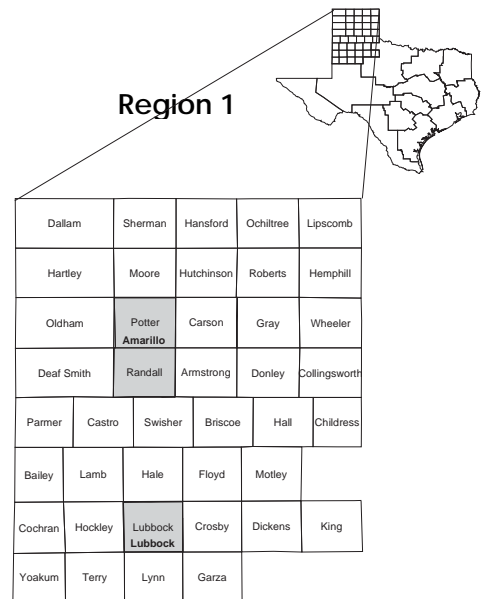 Region 1
Dallam Sherman Hansford Ochiltree Lipscomb
Hartley Moore Hutchinson Roberts Hemphill
Oldham Potter Carson Gray Wheeler
Amarillo
Deaf Smith Randall Armstrong Donley Collingsworth
Parmer Castro Swisher Briscoe Hall Childress
Bailey Lamb Hale Floyd Motley
Cochran Hockley Lubbock Crosby Dickens King
Lubbock
Yoakum Terry Lynn Garza